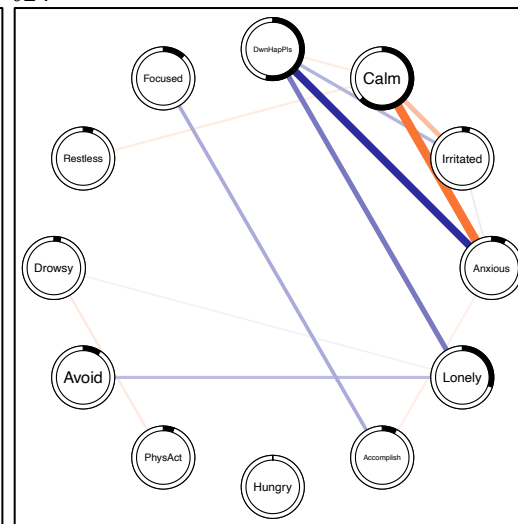 DwnHapPls
Focused
Calm
Restless
Irritated
Drowsy
Anxious
Avoid
Lonely
PhysAct
Accomplish
Hungry